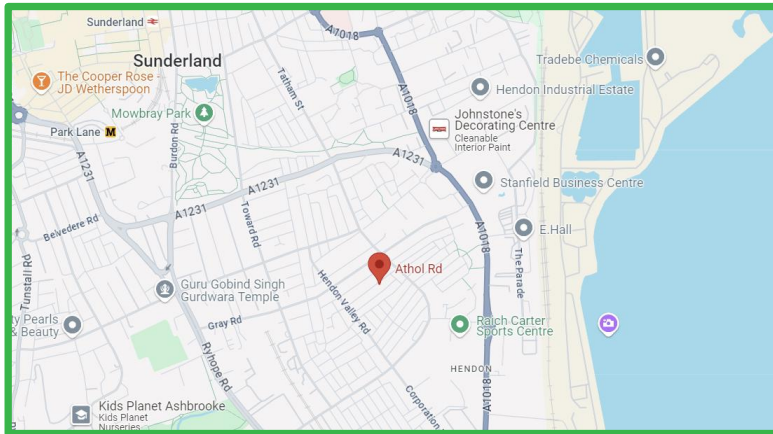 Sunderland
A1018
Tradebe Chemicals
Sunderland
The Cooper Rose -
JD Wetherspoon
Tatham St
Hendon Industrial Estate
A1018
Mowbray Park
Johnstone's
Decorating Centre
Cleanable
Interior Paint
Park Lane M
Burdon Rd
A1231
A1231
Stanfield Business Centre
A1231
Toward Rd
Belvedere Rd
A1018
E.Hall
The Parade
Tunstall Rd
Athol Rd
Guru Gobind Singh
Gurdwara Temple
Hendon Valley Rd
ty Pearls
& Beauty
Gray Rd
Raich Carter
Sports Centre
Ryhope Rd
HENDON
A1018
Kids Planet Ashbrooke
Kids Planet
Nurseries
Corporation